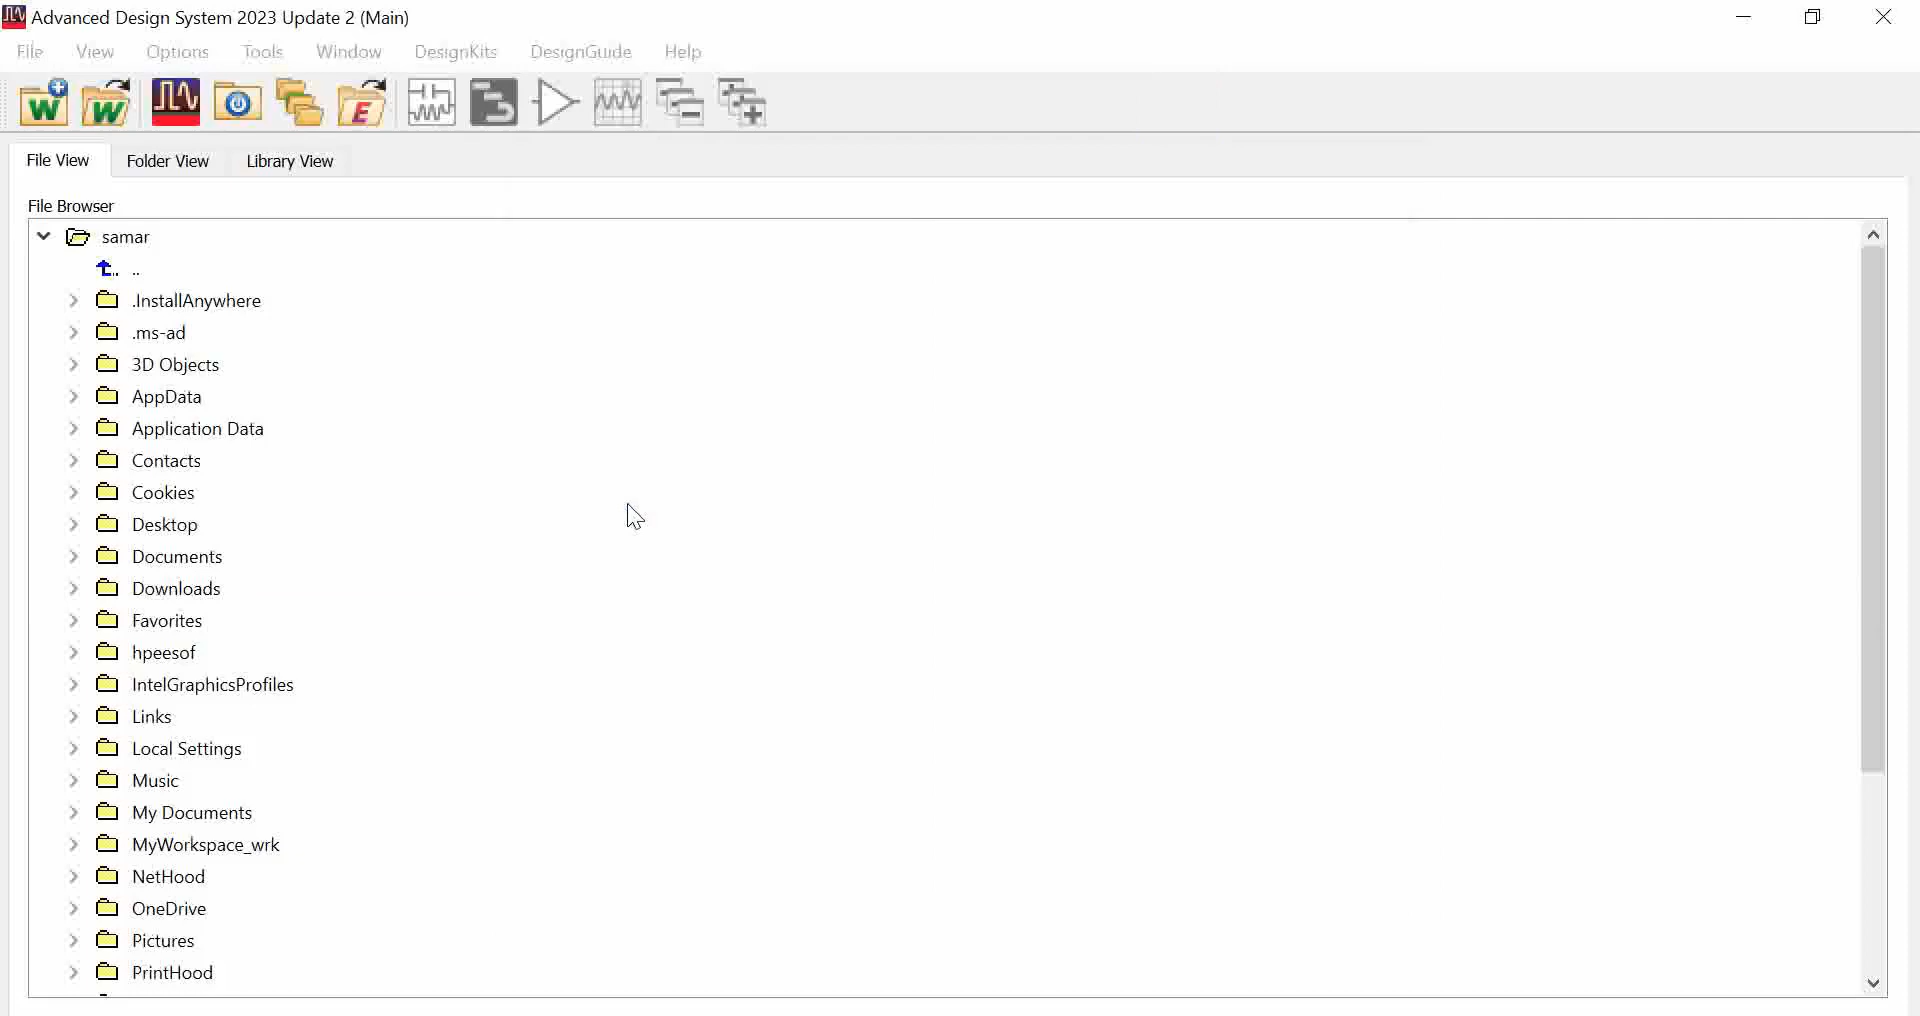 Advanced Design System 2023 Update 2 (Main)
File View Options Tools Window DesignKits DesignGuide Help
W W E
File View Folder View Library View
File Browser
samar
..
.InstallAnywhere
.ms-ad
3D Objects
AppData
Application Data
Contacts
Cookies
Desktop
Documents
Downloads
Favorites
hpeesof
IntelGraphicsProfiles
Links
Local Settings
Music
My Documents
MyWorkspace_wrk
NetHood
OneDrive
Pictures
PrintHood